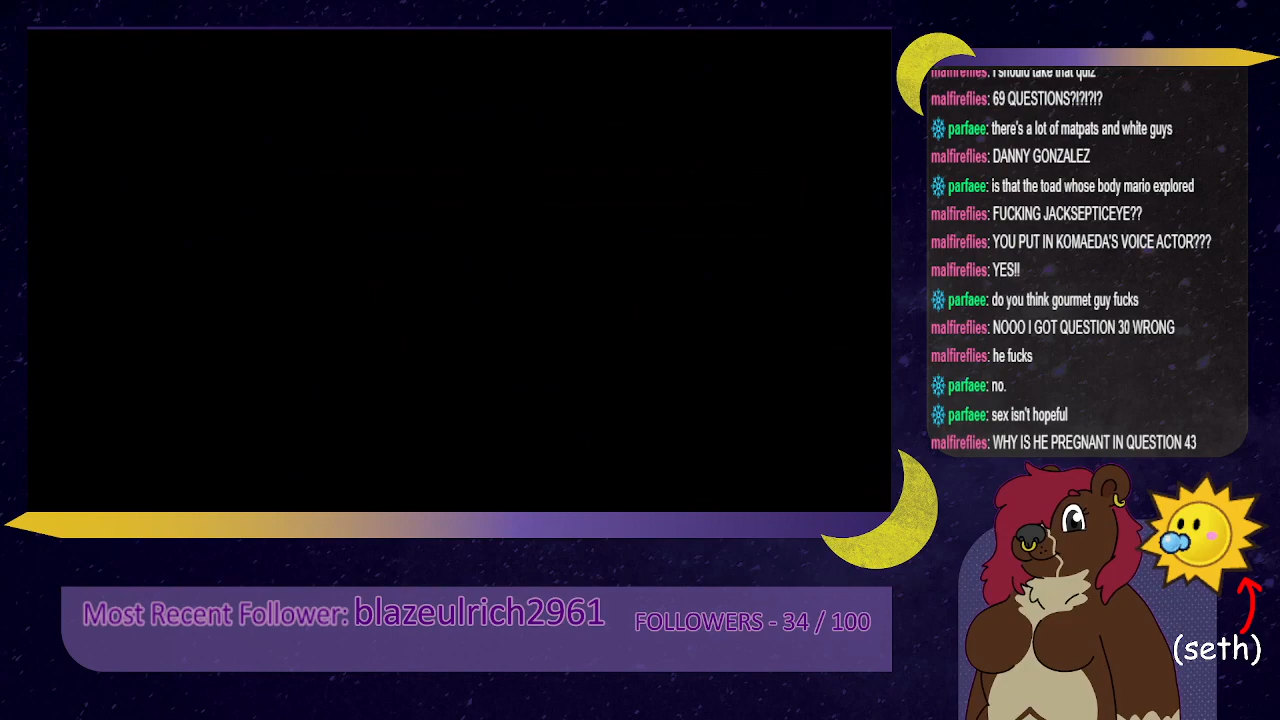 malfireflies: I should take that quiz
malfireflies: 69 QUESTIONS?!?!?!?
parfaee: there's a lot of matpats and white guys
malfireflies: DANNY GONZALEZ
parfaee: is that the toad whose body mario explored
malfireflies: FUCKING JACKSEPTICEYE??
malfireflies: YOU PUT IN KOMAEDA'S VOICE ACTOR???
malfireflies: YES!!
parfaee: do you think gourmet guy fucks
malfireflies: NOOO I GOT QUESTION 30 WRONG
malfireflies: he fucks
parfaee: no.
parfaee: sex isn't hopeful
malfireflies: WHY IS HE PREGNANT IN QUESTION 43
Most Recent Follower: blazeulrich2961
FOLLOWERS - 34 / 100
(seth)